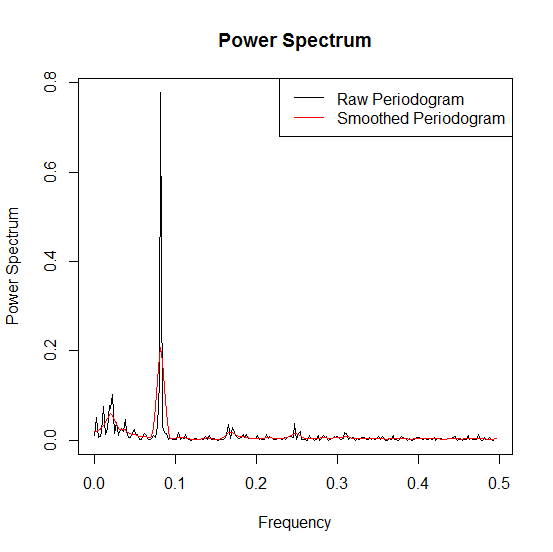 Power Spectrum
Raw Periodogram
Smoothed Periodogram
Power Spectrum
0.8
0.6
0.4
0.2
0.0
0.0 0.1 0.2 0.3 0.4 0.5
Frequency